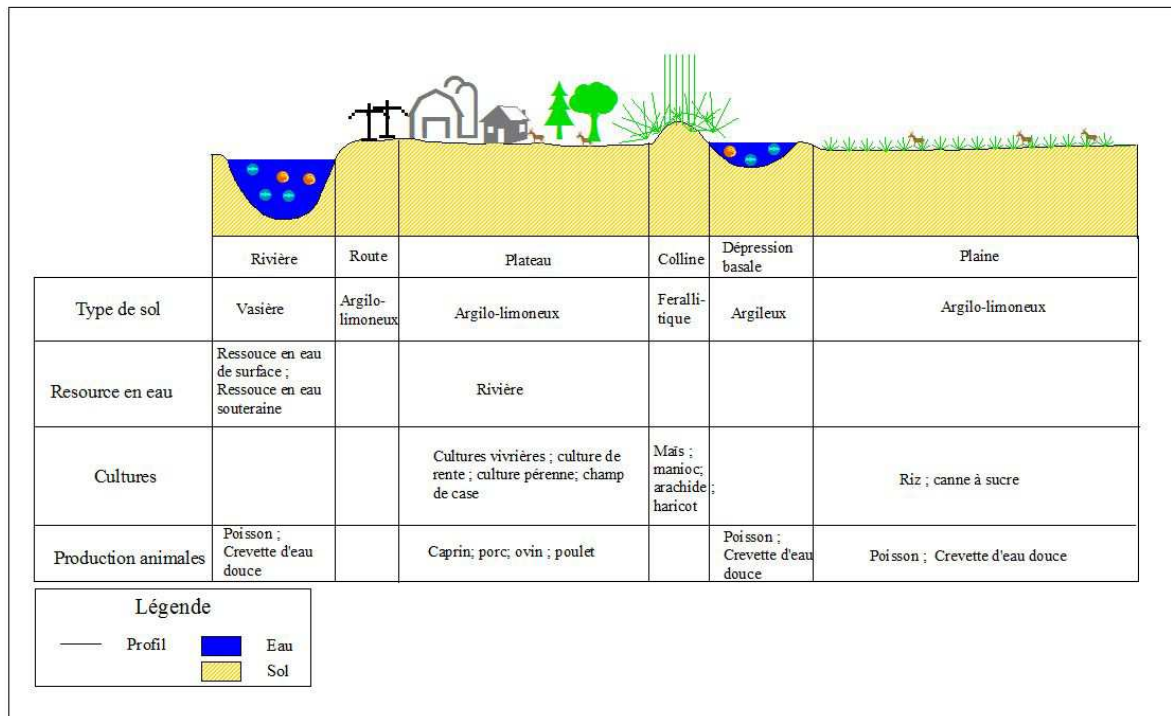 Rivière
Route
Plateau
Colline
Dépression
basale
Plaine
Type de sol
Vasière
Argilo-
limoneux
Argilo-limoneux
Feralli-
tique
Argileux
Argilo-limoneux
Resource en eau
Ressouce en eau
de surface ;
Ressouce en eau
souteraine
Rivière
Cultures
Cultures vivrières ; culture de
rente ; culture pérenne; champ
de case
Maïs ;
manioc;
arachide ;
haricot
Riz ; canne à sucre
Production animales
Poisson ;
Crevette d'eau
douce
Caprin; porc; ovin ; poulet
Poisson ;
Crevette d'eau
douce
Poisson ; Crevette d'eau douce
Légende
Profil
Eau
Sol